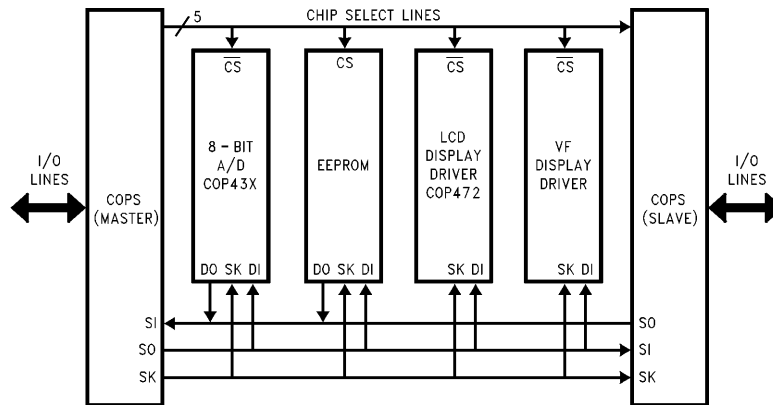 5
CHIP SELECT LINES
CS
CS
CS
CS
8 - BIT
A/D
COP43X
EEPROM
LCD
DISPLAY
DRIVER
COP472
VF
DISPLAY
DRIVER
I/O
LINES
COPS
(MASTER)
I/O
LINES
COPS
(SLAVE)
DO SK DI
DO SK DI
SK DI
SK DI
SI
SO
SO
SI
SK
SK